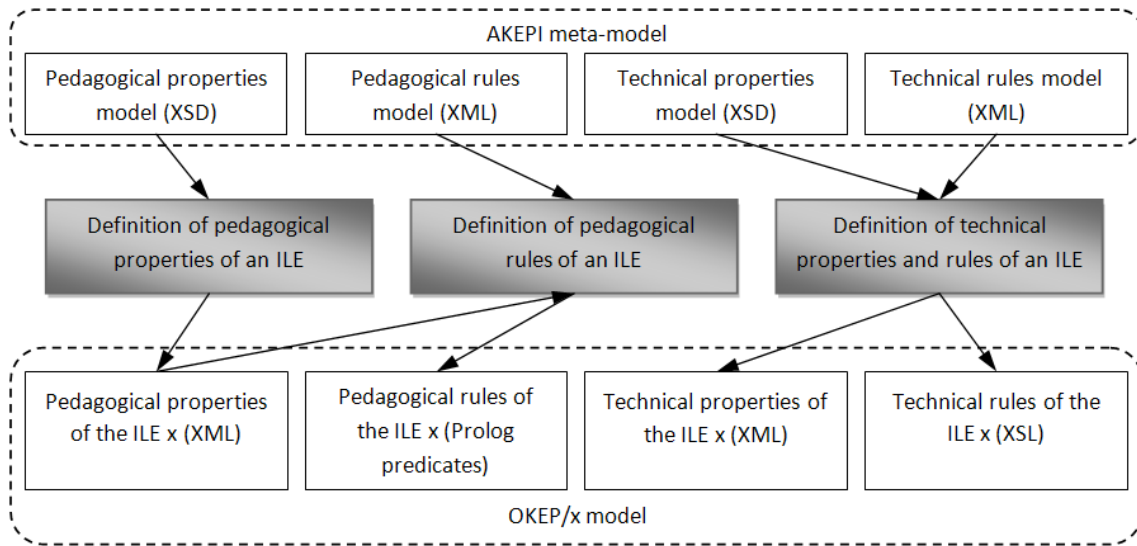 AKEPI meta-model
Pedagogical properties
model (XSD)
Pedagogical rules
model (XML)
Technical properties
model (XSD)
Technical rules model
(XML)
Definition of pedagogical
properties of an ILE
Definition of pedagogical
rules of an ILE
Definition of technical
properties and rules of an ILE
Pedagogical properties
of the ILE x (XML)
Pedagogical rules of
the ILE x (Prolog
predicates)
Technical properties of
the ILE x (XML)
Technical rules of the
ILE x (XSL)
OKEP/x model